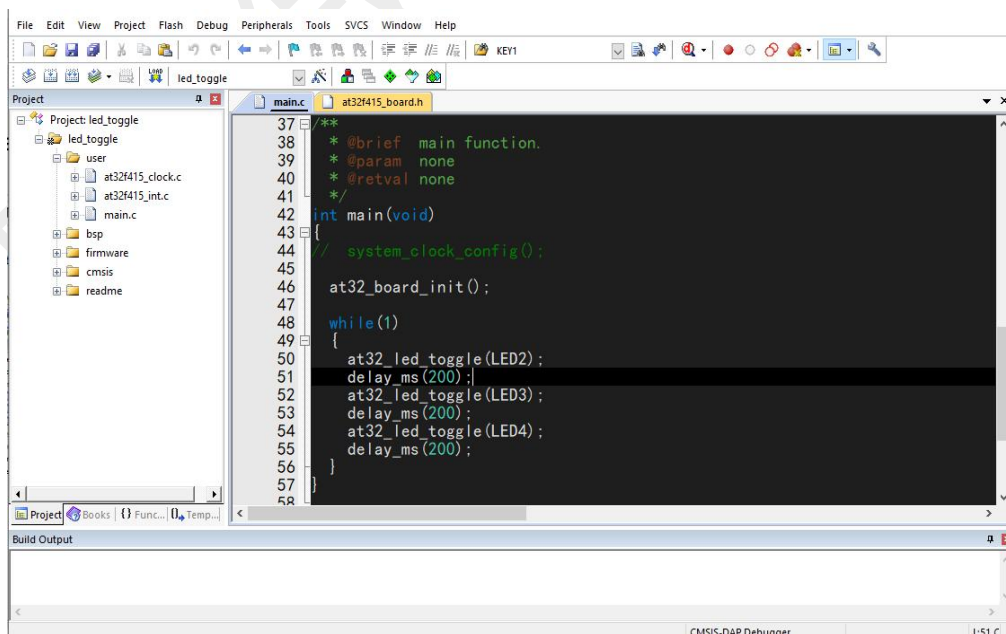 File Edit View Project Flash Debug Peripherals Tools SVCS Window Help
KEY1
LOAD led_toggle
Project
main.c at32f415_board.h
Project: led_toggle
led_toggle
user
at32f415_clock.c
at32f415_int.c
main.c
bsp
firmware
cmsis
readme
37 /**
38 * @brief main function.
39 * @param none
40 * @retval none
41 */
42 int main(void)
43 {
44 // system_clock_config();
45
46 at32_board_init();
47
48 while(1)
49 {
50 at32_led_toggle(LED2);
51 delay_ms(200);
52 at32_led_toggle(LED3);
53 delay_ms(200);
54 at32_led_toggle(LED4);
55 delay_ms(200);
56 }
57 }
58
Project Books {} Func... 0 Temp...
Build Output
CMSIS-DAP Debugger L:51 C